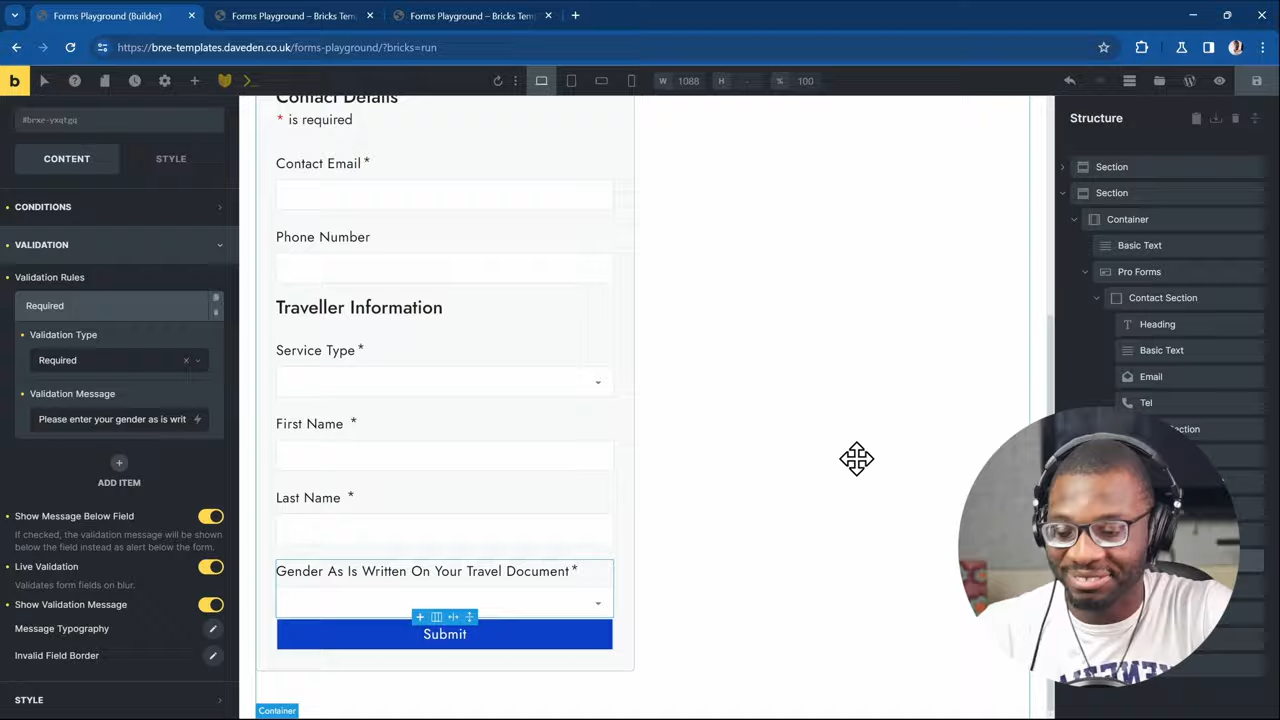 Forms Playground (Builder)
Forms Playground – Bricks Tem
Forms Playground – Bricks Tem
https://brxe-templates.daveden.co.uk/forms-playground/?bricks=run
b
W 1088 H - % 100
#brxe-yxqtgq
CONTENT STYLE
CONDITIONS
VALIDATION
Validation Rules
Required
Validation Type
Required
Validation Message
Please enter your gender as is writ
ADD ITEM
Show Message Below Field
If checked, the validation message will be shown
below the field instead as alert below the form.
Live Validation
Validates form fields on blur.
Show Validation Message
Message Typography
Invalid Field Border
STYLE
Contact Details
* is required
Contact Email *
Phone Number
Traveller Information
Service Type *
First Name *
Last Name *
Gender As Is Written On Your Travel Document *
Submit
Container
Structure
Section
Section
Container
Basic Text
Pro Forms
Contact Section
Heading
Basic Text
Email
Tel
Section